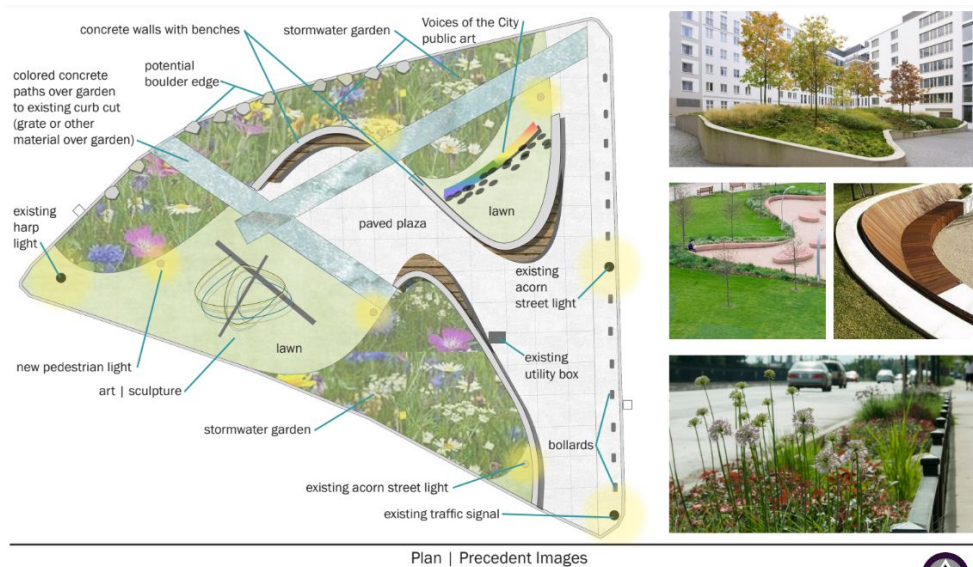 concrete walls with benches
stormwater garden
Voices of the City
public art
potential
boulder edge
colored concrete
paths over garden
to existing curb cut
(grate or other
material over garden)
existing
harp
light
paved plaza
lawn
existing
acorn
street light
new pedestrian light
lawn
art | sculpture
existing
utility box
stormwater garden
bollards
existing acorn street light
existing traffic signal
Plan | Precedent Images